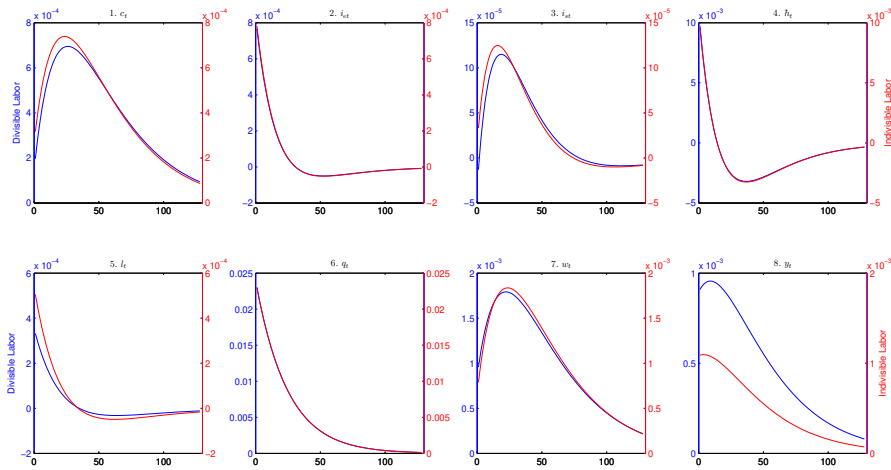 1. c_t
2. i_{et}
3. i_{st}
4. ħ_t
x 10^-4
x 10^-4
x 10^-4
x 10^-4
x 10^-5
x 10^-5
x 10^-3
x 10^-3
8 8 8 8 15 15 10 10
6 6 6 6 10 10 5 5
4 4 4 4 5 5 0 0
2 2 2 2 0 0 −5 −5
0 0 0 0 −5 −5
−2 −2
0 50 100 0 50 100 0 50 100 0 50 100
Divisible Labor
Indivisible Labor
5. l_t
6. q_t
7. w_t
8. y_t
x 10^-4
x 10^-4
x 10^-3
x 10^-3
x 10^-3
x 10^-3
6 6 0.025 0.025 2 2 1 2
4 4 0.02 0.02 1.5 1.5 0.5 1
2 2 0.015 0.015 1 1 0 0
0 0 0.01 0.01 0.5 0.5
−2 −2 0.005 0.005 0 0
0 0
0 50 100 0 50 100 0 50 100 0 50 100
Divisible Labor
Indivisible Labor